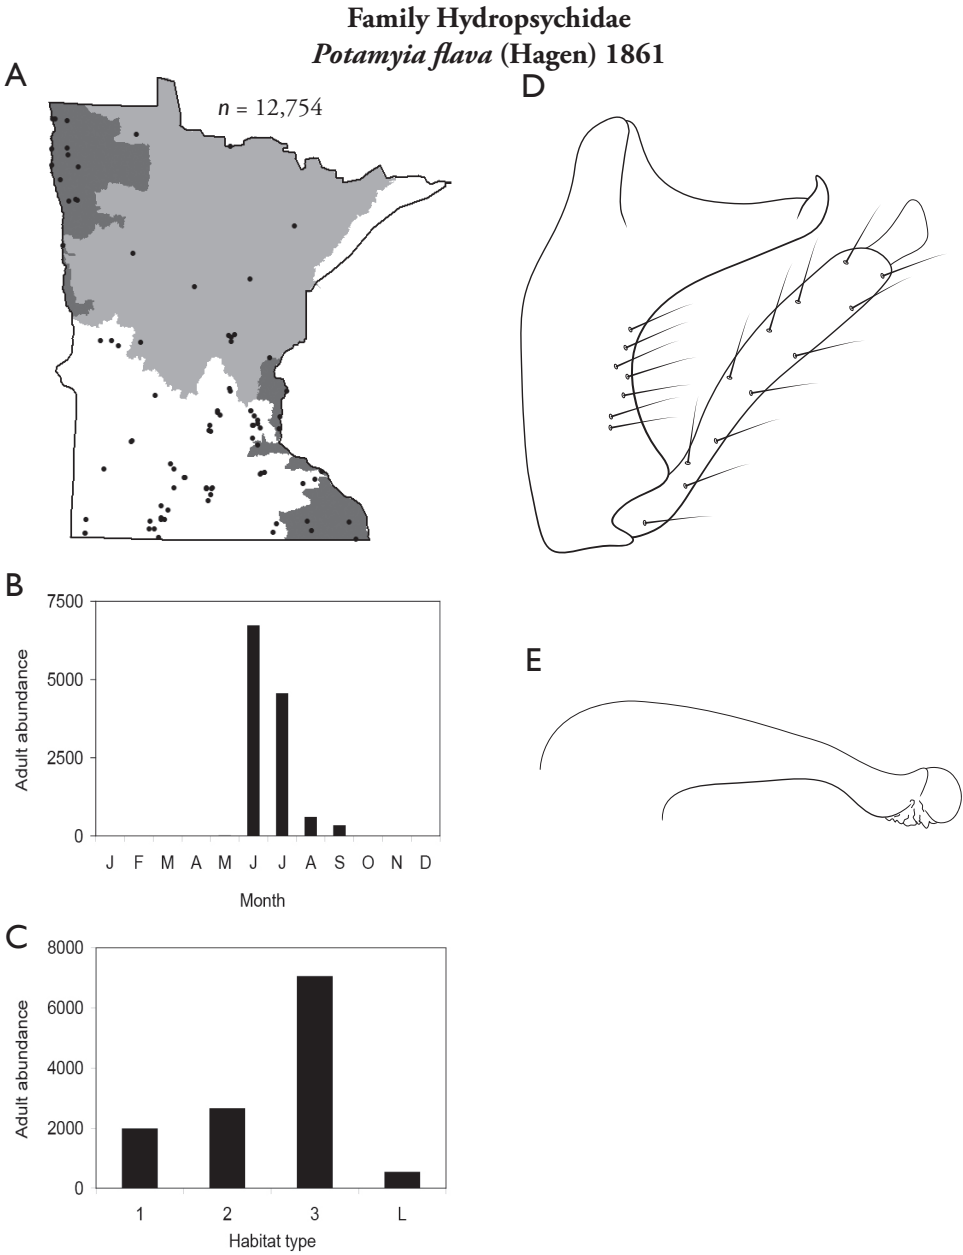 Family Hydropsychidae
Potamyia flava (Hagen) 1861
A
n = 12,754
D
B
7500
5000
2500
0
Adult abundance
J F M A M J J A S O N D
Month
E
C
8000
6000
4000
2000
0
Adult abundance
1 2 3 L
Habitat type